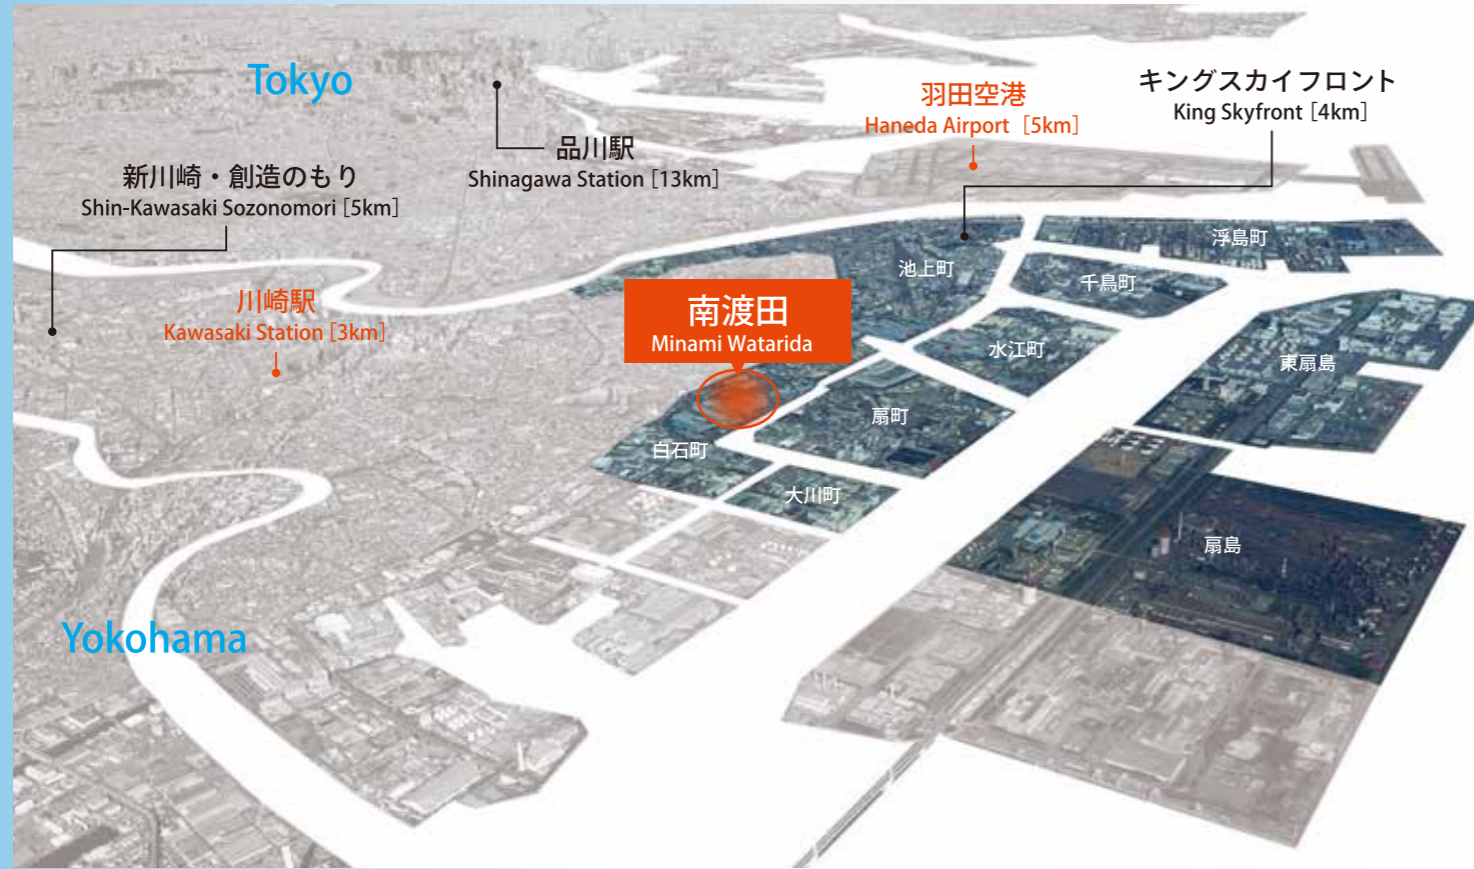 Tokyo
品川駅
Shinagawa Station [13km]
羽田空港
Haneda Airport [5km]
キングスカイフロント
King Skyfront [4km]
新川崎・創造のもり
Shin-Kawasaki Sozonomori [5km]
川崎駅
Kawasaki Station [3km]
南渡田
Minami Watarida
池上町
浮島町
千鳥町
水江町
東扇島
扇町
白石町
大川町
扇島
Yokohama